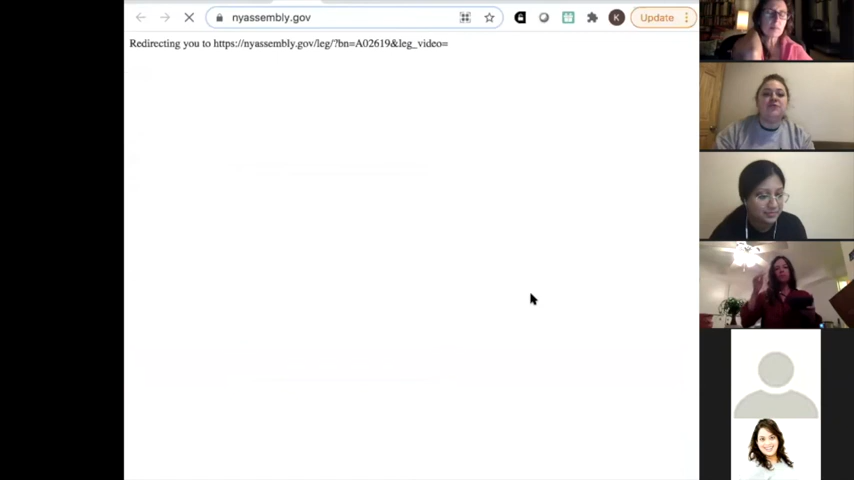 nyassembly.gov
K
Update
Redirecting you to https://nyassembly.gov/leg/?bn=A02619&leg_video=